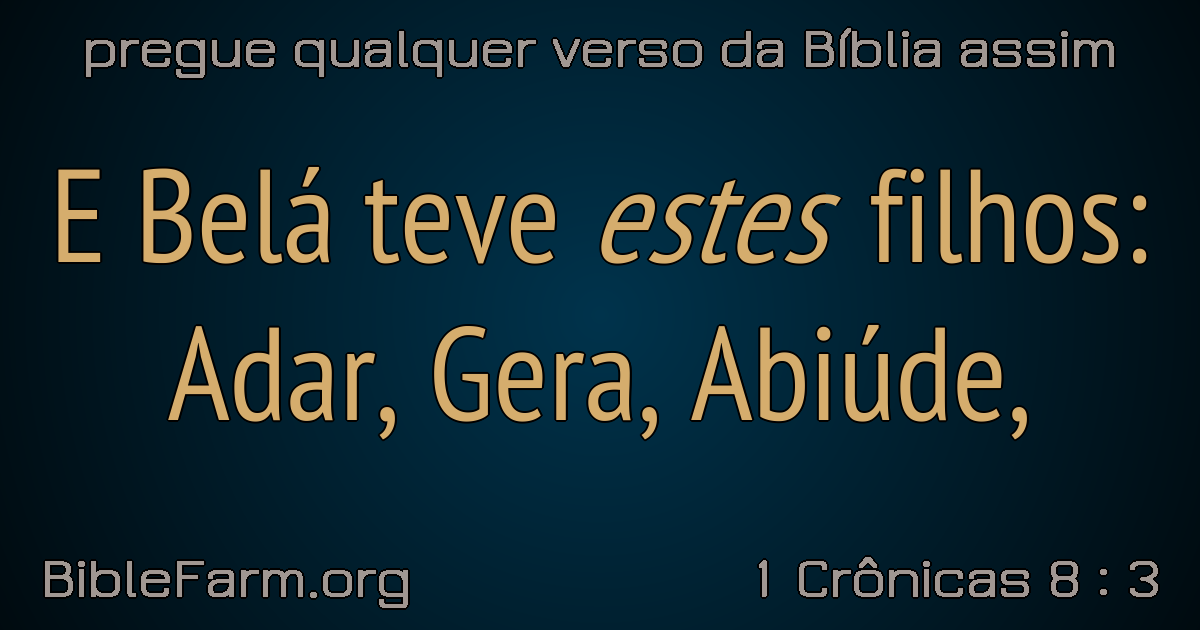 pregue qualquer verso da Bíblia assim
E Belá teve estes filhos:
Adar, Gera, Abiúde,
BibleFarm.org
1 Crônicas 8 : 3